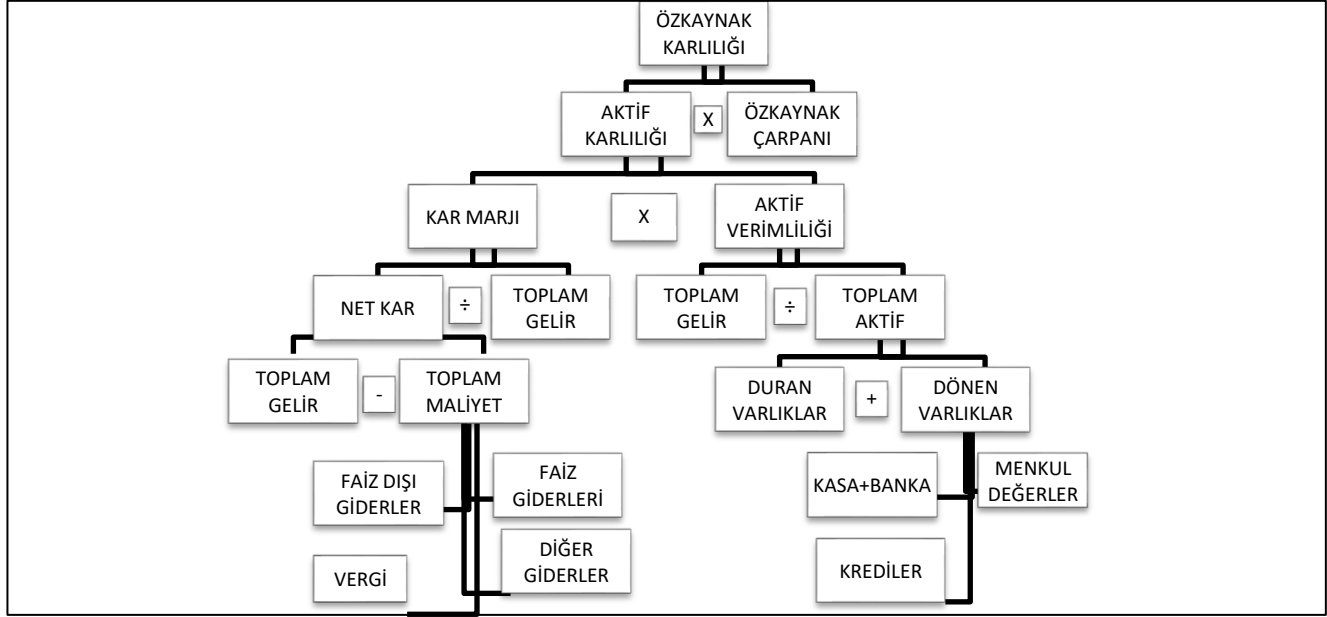 ÖZKAYNAK
KARLILIĞI
AKTİF
KARLILIĞI
X
ÖZKAYNAK
ÇARPANI
KAR MARJI
X
AKTİF
VERİMLİLİĞİ
NET KAR
÷
TOPLAM
GELİR
TOPLAM
GELİR
÷
TOPLAM
AKTİF
TOPLAM
GELİR
-
TOPLAM
MALİYET
DURAN
VARLIKLAR
+
DÖNEN
VARLIKLAR
FAİZ DIŞI
GİDERLER
FAİZ
GİDERLERİ
KASA+BANKA
MENKUL
DEĞERLER
VERGİ
DİĞER
GİDERLER
KREDİLER